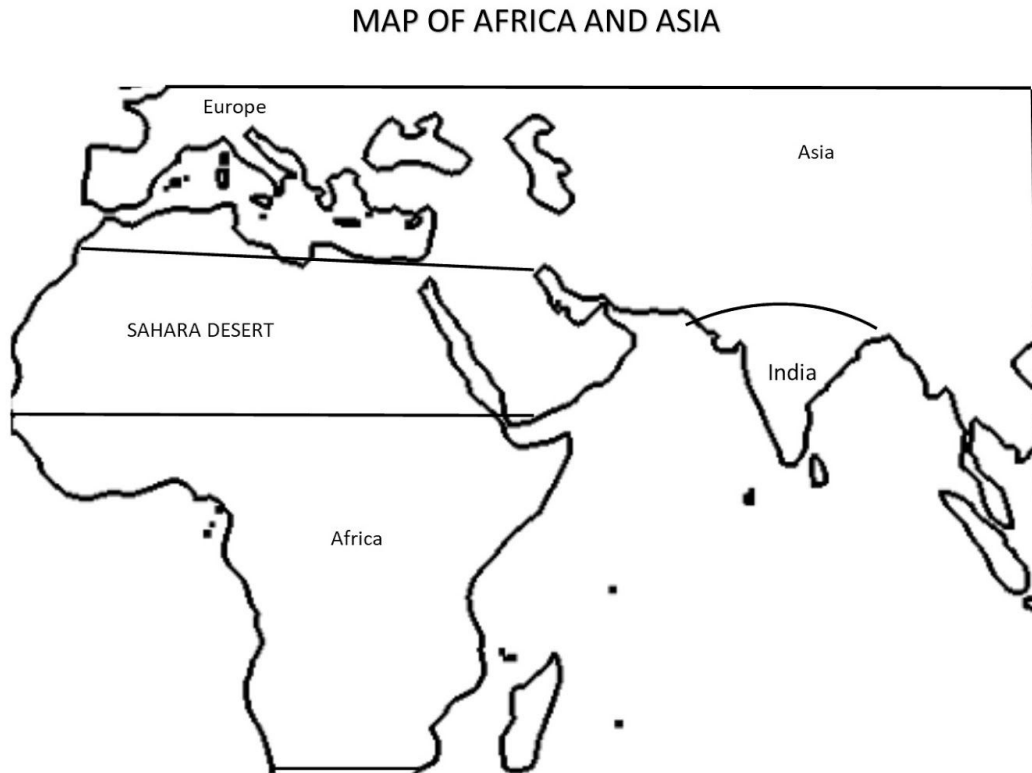 MAP OF AFRICA AND ASIA
Europe
Asia
SAHARA DESERT
India
Africa